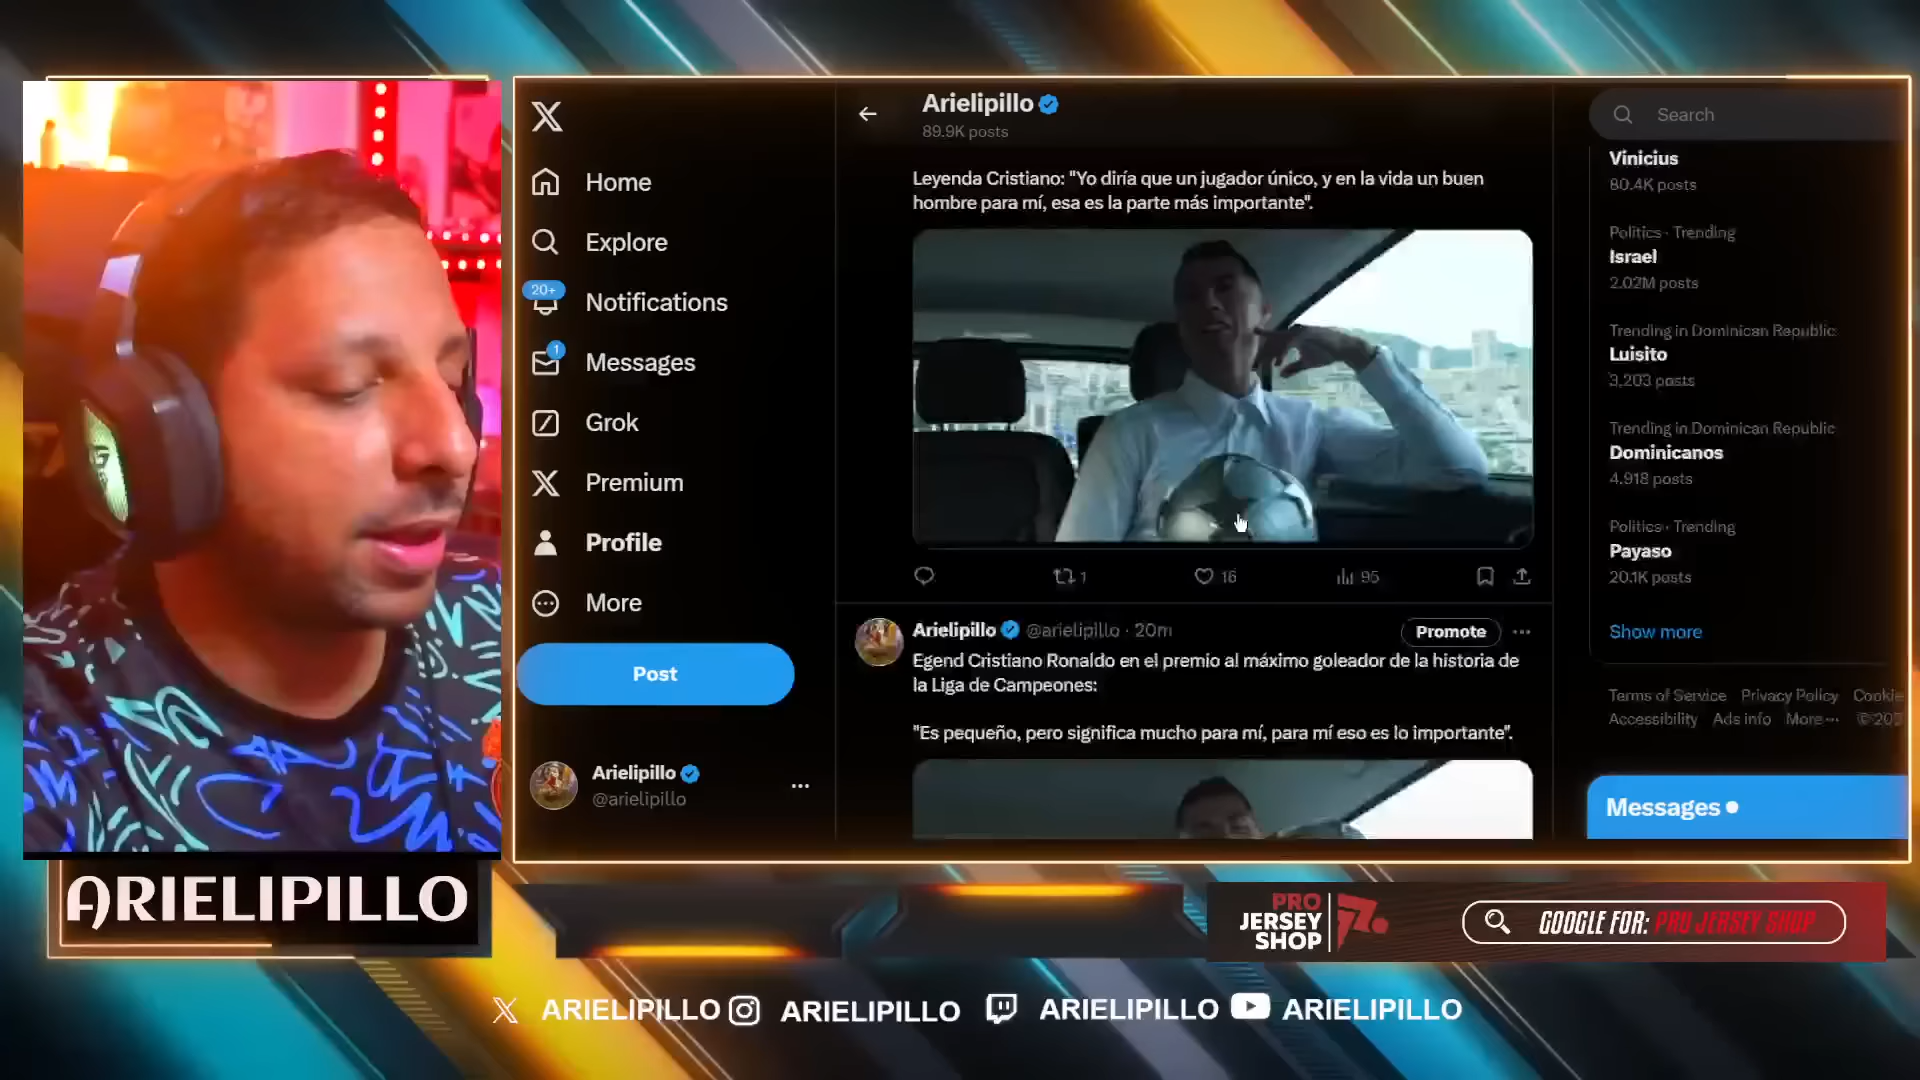 Home
Explore
20+
Notifications
1
Messages
Grok
Premium
Profile
More
Post
Arielipillo
@arielipillo
Arielipillo
89.9K posts
Leyenda Cristiano: "Yo diría que un jugador único, y en la vida un buen
hombre para mí, esa es la parte más importante".
1
16
95
Arielipillo @arielipillo · 20m
Promote
Egend Cristiano Ronaldo en el premio al máximo goleador de la historia de
la Liga de Campeones:
"Es pequeño, pero significa mucho para mí, para mí eso es lo importante".
Search
Vinicius
80.4K posts
Politics · Trending
Israel
2.02M posts
Trending in Dominican Republic
Luisito
3,203 posts
Trending in Dominican Republic
Dominicanos
4,918 posts
Politics · Trending
Payaso
20.1K posts
Show more
Terms of Service Privacy Policy Cookie
Accessibility Ads info More ··· © 202
Messages
ARIELIPILLO
PRO
JERSEY
SHOP
GOOGLE FOR: PRO JERSEY SHOP
ARIELIPILLO ARIELIPILLO ARIELIPILLO ARIELIPILLO